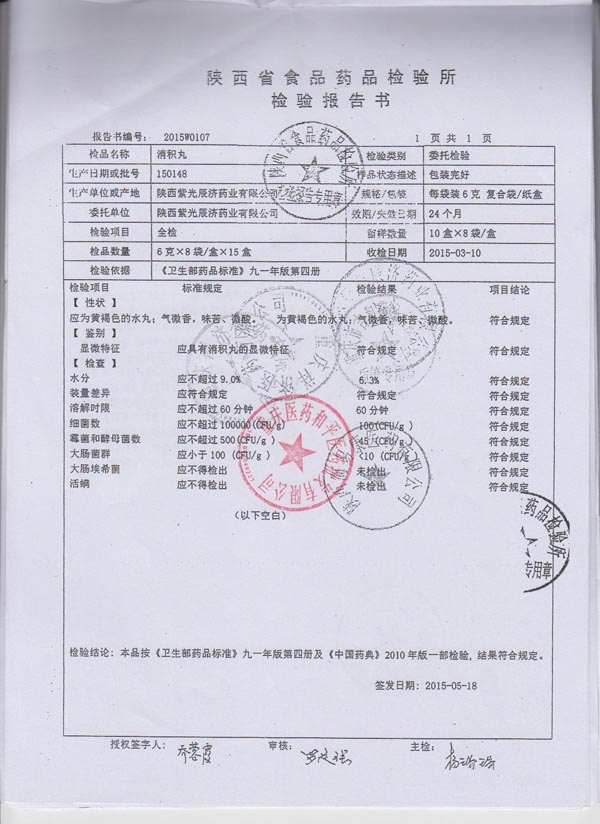 陕西省食品药品检验所
检验报告书
报告书编号: 2015W0107 1 页 共 1 页
检品名称 消积丸 检验类别 委托检验
生产日期或批号 150148 样品状态描述 包装完好
生产单位或产地 陕西紫光辰济药业有限公司 规格/包装 每袋装6克 复合袋/纸盒
委托单位 陕西紫光辰济药业有限公司 效期/失效日期 24个月
检验项目 全检 留样数量 10盒×8袋/盒
检品数量 6克×8袋/盒×15盒 收检日期 2015-03-10
检验依据 《卫生部药品标准》九一年版第四册
检验项目 标准规定 检验结果 项目结论
【 性状 】
应为黄褐色的水丸；气微香，味苦、微酸。 为黄褐色的水丸；气微香，味苦、微酸。 符合规定
【 鉴别 】
显微特征 应具有消积丸的显微特征 符合规定 符合规定
【 检查 】
水分 应不超过9.0% 6.3% 符合规定
装量差异 应符合规定 符合规定 符合规定
溶解时限 应不超过60分钟 60分钟 符合规定
细菌数 应不超过100000(CFU/g ) 100(CFU/g ) 符合规定
霉菌和酵母菌数 应不超过500(CFU/g ) 45 (CFU/g ) 符合规定
大肠菌群 应小于100 (CFU/g ) <10 (CFU/g ) 符合规定
大肠埃希菌 应不得检出 未检出 符合规定
活螨 应不得检出 未检出 符合规定
(以下空白)
药品检验所
专用章
检验结论: 本品按《卫生部药品标准》九一年版第四册及《中国药典》2010年版一部检验, 结果符合规定。
签发日期: 2015-05-18
授权签字人: 乔蓉霞 审核: 主检: